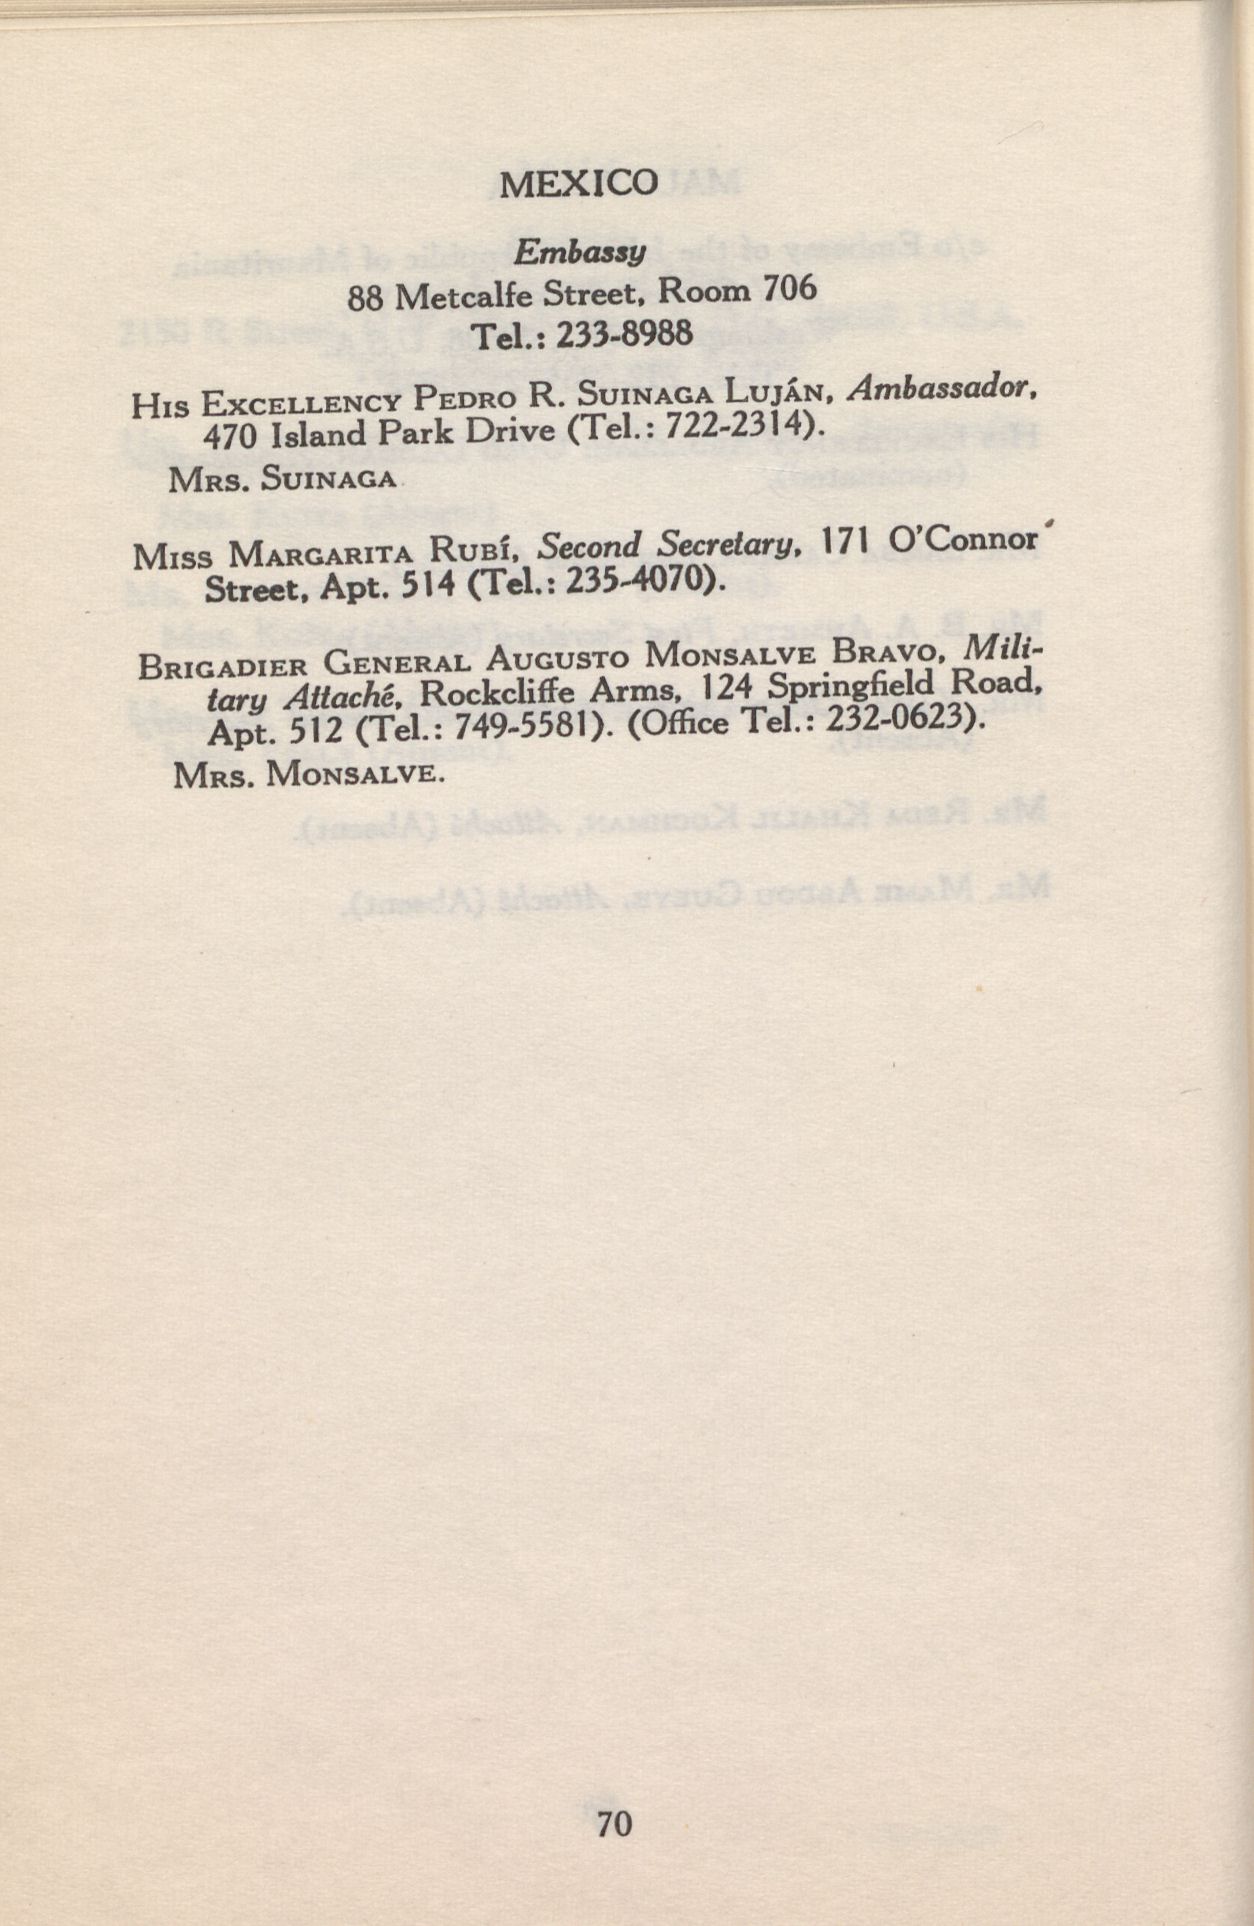 MEXICO
Embassy
88 Metcalfe Street, Room 706
Tel.: 233-8988
His Excellency Pedro R. Suinaga Luján, Ambassador,
470 Island Park Drive (Tel.: 722-2314).
Mrs. Suinaga
Miss Margarita Rubí, Second Secretary, 171 O'Connor
Street, Apt. 514 (Tel.: 235-4070).
Brigadier General Augusto Monsalve Bravo, Mili-
tary Attaché, Rockcliffe Arms, 124 Springfield Road,
Apt. 512 (Tel.: 749-5581). (Office Tel.: 232-0623).
Mrs. Monsalve.
70